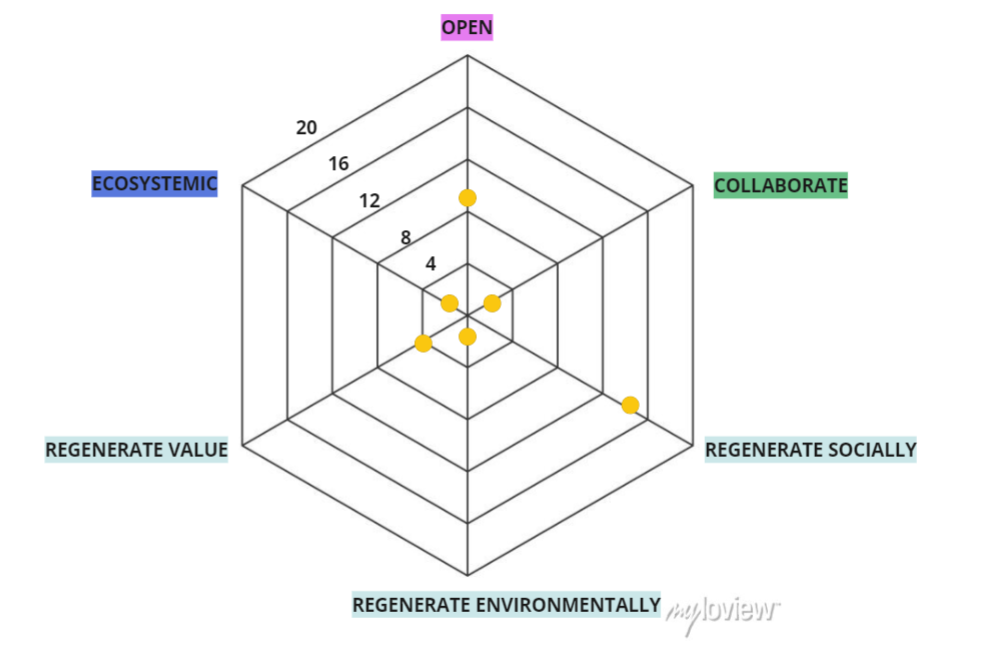 OPEN
20
16
ECOSYSTEMIC
COLLABORATE
12
8
4
REGENERATE VALUE
REGENERATE SOCIALLY
REGENERATE ENVIRONMENTALLY
myloview